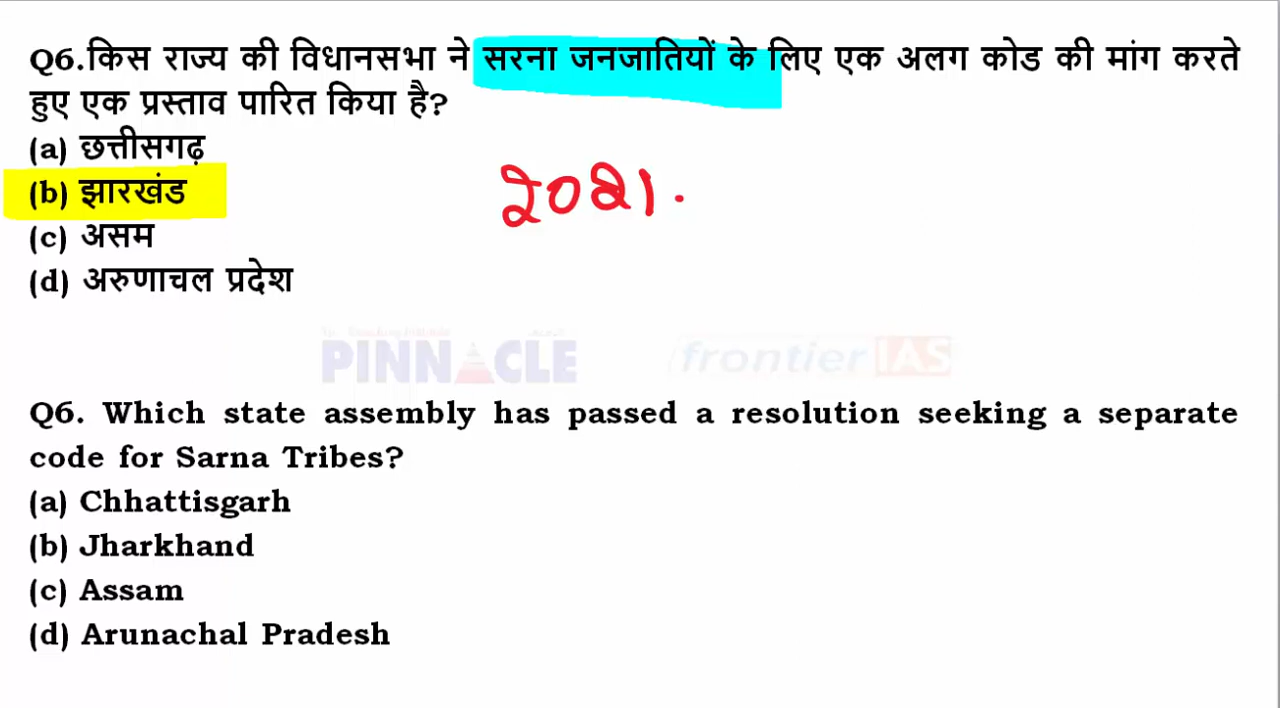 Q6.किस राज्य की विधानसभा ने सरना जनजातियों के लिए एक अलग कोड की मांग करते
हुए एक प्रस्ताव पारित किया है?
(a) छत्तीसगढ़
(b) झारखंड
2021.
(c) असम
(d) अरुणाचल प्रदेश
PINNACLE frontier IAS
Q6. Which state assembly has passed a resolution seeking a separate
code for Sarna Tribes?
(a) Chhattisgarh
(b) Jharkhand
(c) Assam
(d) Arunachal Pradesh